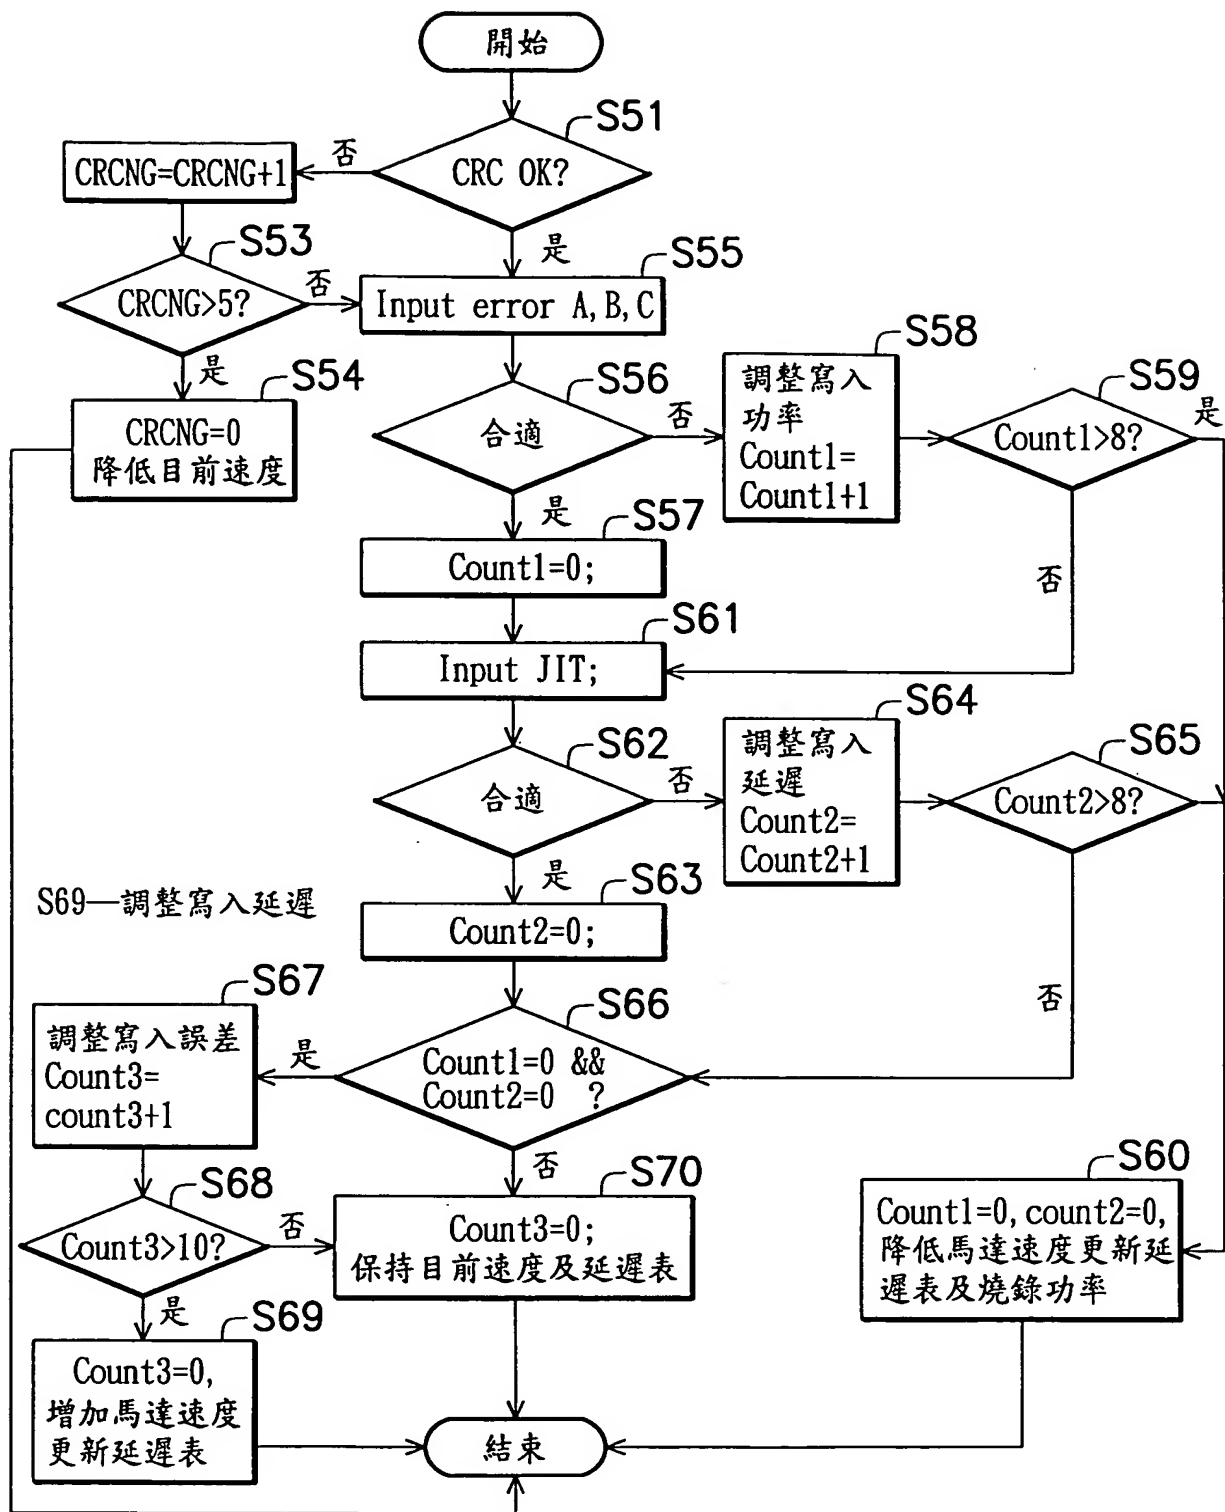 開始
S51
CRC OK?
否
CRCNG=CRCNG+1
是
S53
CRCNG>5?
否
S55
Input error A,B,C
是
S54
CRCNG=0
降低目前速度
S56
合適
否
S58
調整寫入
功率
Count1=
Count1+1
S59
Count1>8?
是
否
是
S57
Count1=0;
S61
Input JIT;
S62
合適
否
S64
調整寫入
延遲
Count2=
Count2+1
S65
Count2>8?
否
是
S63
Count2=0;
S69—調整寫入延遲
S66
Count1=0 &&
Count2=0 ?
是
S67
調整寫入誤差
Count3=
count3+1
否
S68
Count3>10?
否
S70
Count3=0;
保持目前速度及延遲表
S60
Count1=0,count2=0,
降低馬達速度更新延
遲表及燒錄功率
是
S69
Count3=0,
增加馬達速度
更新延遲表
結束